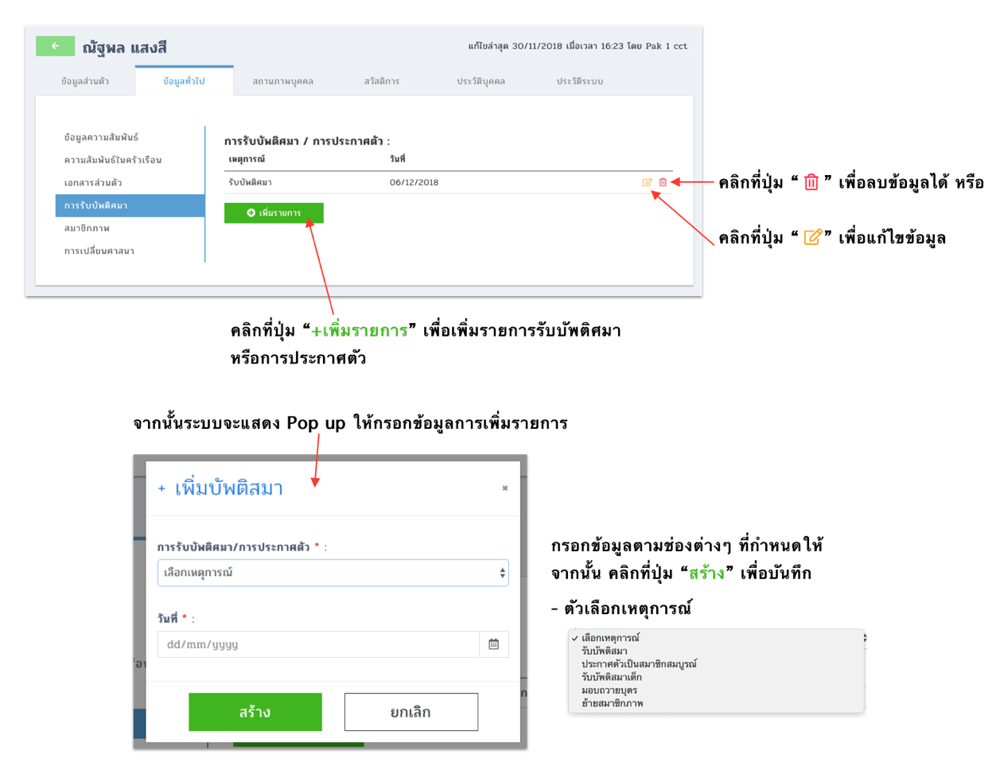 ณัฐพล แสงสี
แก้ไขล่าสุด 30/11/2018 เมื่อเวลา 16:23 โดย Pak 1 cct
ข้อมูลส่วนตัว ข้อมูลทั่วไป สถานภาพบุคคล สวัสดิการ ประวัติบุคคล ประวัติระบบ
ข้อมูลความสัมพันธ์
ความสัมพันธ์ในครัวเรือน
เอกสารส่วนตัว
การรับบัพติศมา
สมาชิกภาพ
การเปลี่ยนศาสนา
การรับบัพติศมา / การประกาศตัว :
เหตุการณ์ วันที่
รับบัพติศมา 06/12/2018
เพิ่มรายการ
คลิกที่ปุ่ม “ ” เพื่อลบข้อมูลได้ หรือ
คลิกที่ปุ่ม “ ” เพื่อแก้ไขข้อมูล
คลิกที่ปุ่ม “+เพิ่มรายการ” เพื่อเพิ่มรายการรับบัพติศมา
หรือการประกาศตัว
จากนั้นระบบจะแสดง Pop up ให้กรอกข้อมูลการเพิ่มรายการ
+ เพิ่มบัพติสมา
การรับบัพติศมา/การประกาศตัว * :
เลือกเหตุการณ์
วันที่ * :
dd/mm/yyyy
สร้าง ยกเลิก
กรอกข้อมูลตามช่องต่างๆ ที่กำหนดให้
จากนั้น คลิกที่ปุ่ม “สร้าง” เพื่อบันทึก
- ตัวเลือกเหตุการณ์
✓ เลือกเหตุการณ์
รับบัพติสมา
ประกาศตัวเป็นสมาชิกสมบูรณ์
รับบัพติสมาเด็ก
มอบถวายบุตร
ย้ายสมาชิกภาพ